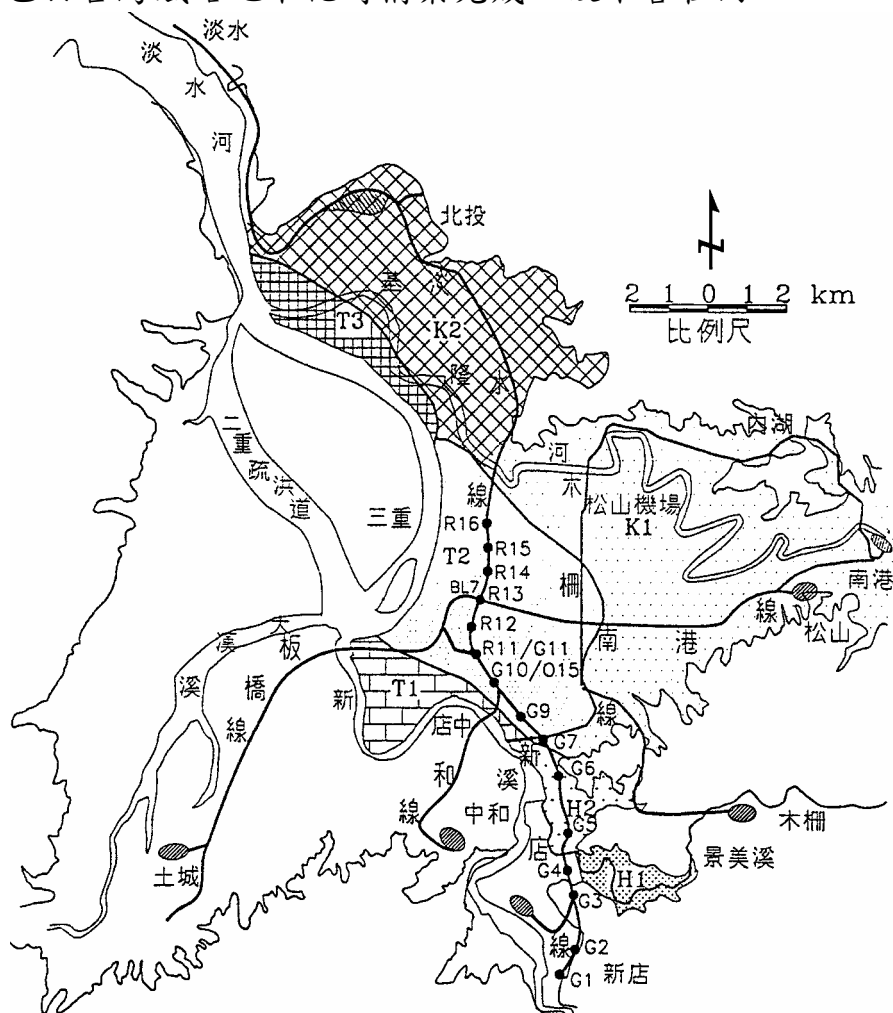 淡水
淡水河
北投
2 1 0 1 2 km
比例尺
T3
K2
基隆河
淡水線
內湖
松山機場
K1
二重疏洪道
三重
R16
R15
T2
R14
BL7
R13
南港
松山
木柵線
南港線
R12
R11/G11
G10/O15
大
溪
溪
板橋線
T1
G9
新店溪
中和線
G7
G6
H2
G5
中和
木柵
景美溪
土城
G4
H1
G3
新店線
G2
G1
新店